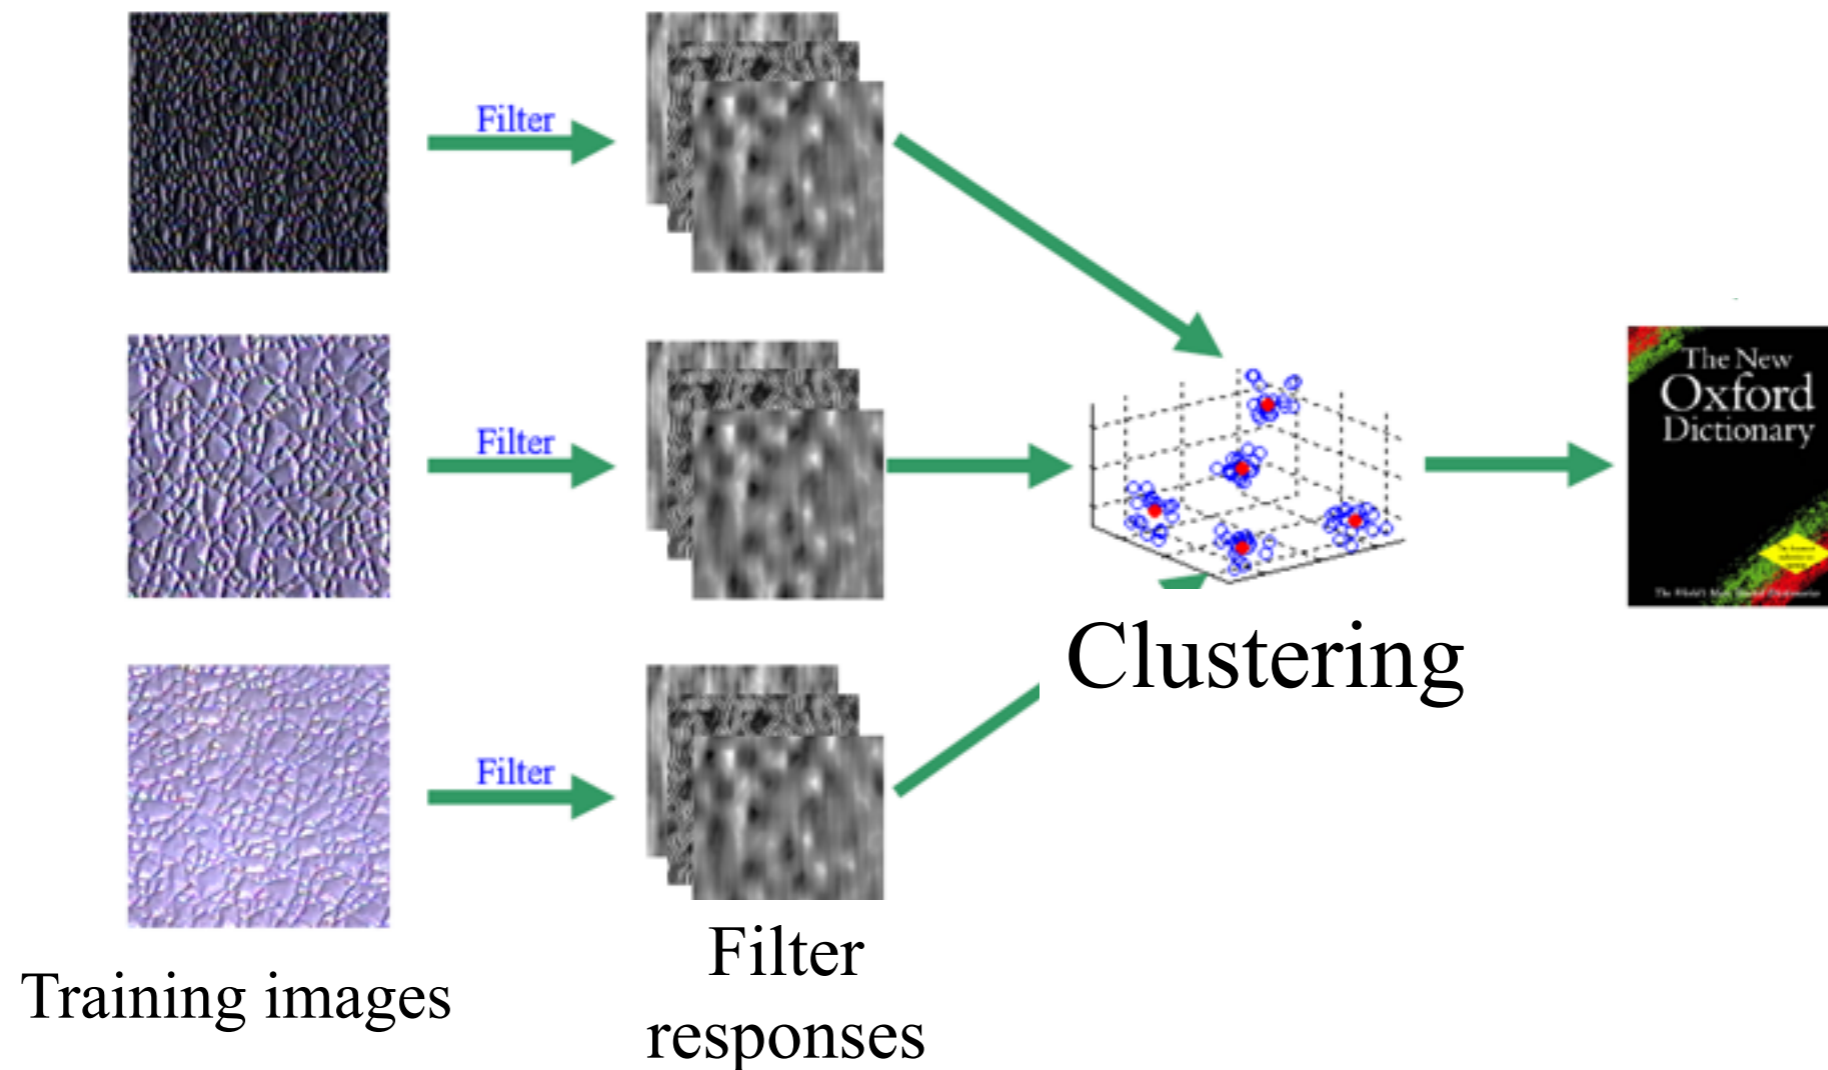 Filter
Filter
Filter
The New
Oxford
Dictionary
Clustering
Training images
Filter
responses